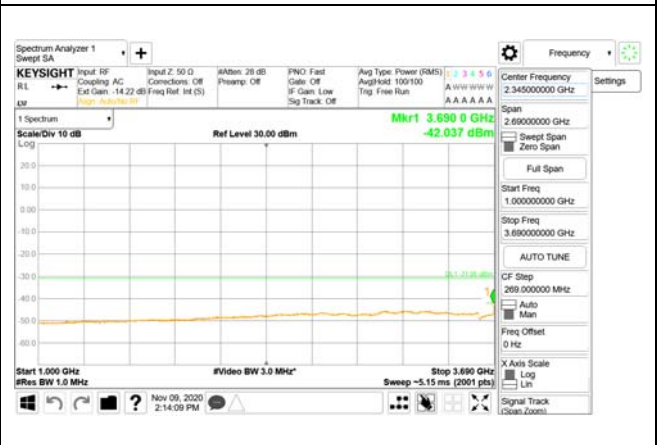 Spectrum Analyzer 1
Swept SA
+
Frequency
KEYSIGHT
RL
Input: RF
Coupling: AC
Ext Gain: -14.22 dB
Align: Auto/No RF
Input Z: 50 Ω
Corrections: Off
Freq Ref: Int (S)
#Atten: 28 dB
Preamp: Off
PNO: Fast
Gate: Off
IF Gain: Low
Sig Track: Off
Avg Type: Power (RMS)
Avg|Hold: 100/100
Trig: Free Run
1 2 3 4 5 6
A W W W W W
A A A A A A
Center Frequency
2.345000000 GHz
Settings
Span
2.69000000 GHz
Swept Span
Zero Span
Full Span
Start Freq
1.000000000 GHz
Stop Freq
3.690000000 GHz
AUTO TUNE
CF Step
269.000000 MHz
Auto
Man
Freq Offset
0 Hz
X Axis Scale
Log
Lin
Signal Track
(Span Zoom)
1 Spectrum
Scale/Div 10 dB
Ref Level 30.00 dBm
Mkr1 3.690 0 GHz
-42.037 dBm
Log
20.0
10.0
0.00
-10.0
-20.0
-30.0
-40.0
-50.0
-60.0
1
Start 1.000 GHz
#Res BW 1.0 MHz
#Video BW 3.0 MHz*
Stop 3.690 GHz
Sweep ~5.15 ms (2001 pts)
?
Nov 09, 2020
2:14:09 PM